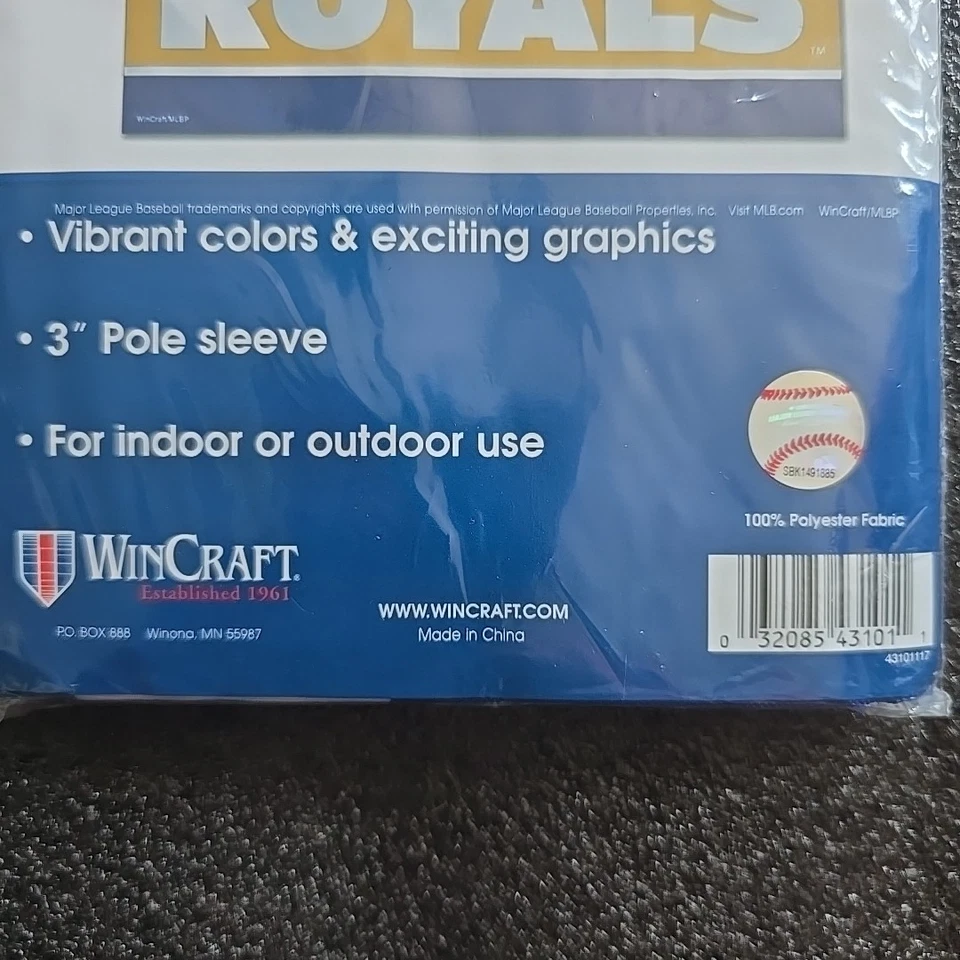 ROYALS
TM
WinCraft/MLBP
Major League Baseball trademarks and copyrights are used with permission of Major League Baseball Properties, Inc. Visit MLB.com WinCraft/MLBP
• Vibrant colors & exciting graphics
• 3" Pole sleeve
• For indoor or outdoor use
SBK1491885
100% Polyester Fabric
WINCRAFT®
Established 1961
WWW.WINCRAFT.COM
PO BOX 888 Winona, MN 55987
Made in China
0 32085 43101 1
43101117